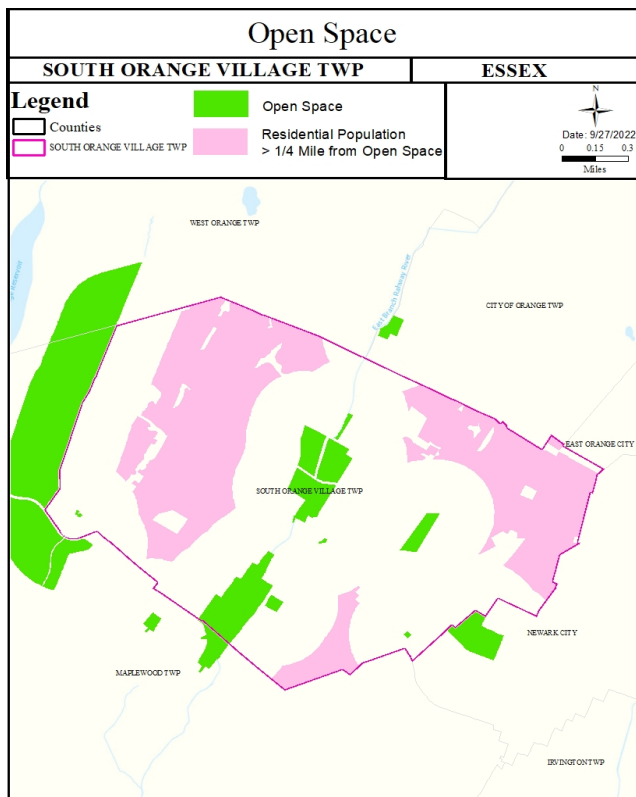 Open Space
SOUTH ORANGE VILLAGE TWP
ESSEX
Legend
Counties
SOUTH ORANGE VILLAGE TWP
Open Space
Residential Population
> 1/4 Mile from Open Space
N
Date: 9/27/2022
0 0.15 0.3
Miles
WEST ORANGE TWP
Reservoir
East Branch Rahway River
CITY OF ORANGE TWP
EAST ORANGE CITY
SOUTH ORANGE VILLAGE TWP
NEWARK CITY
MAPLEWOOD TWP
IRVINGTON TWP